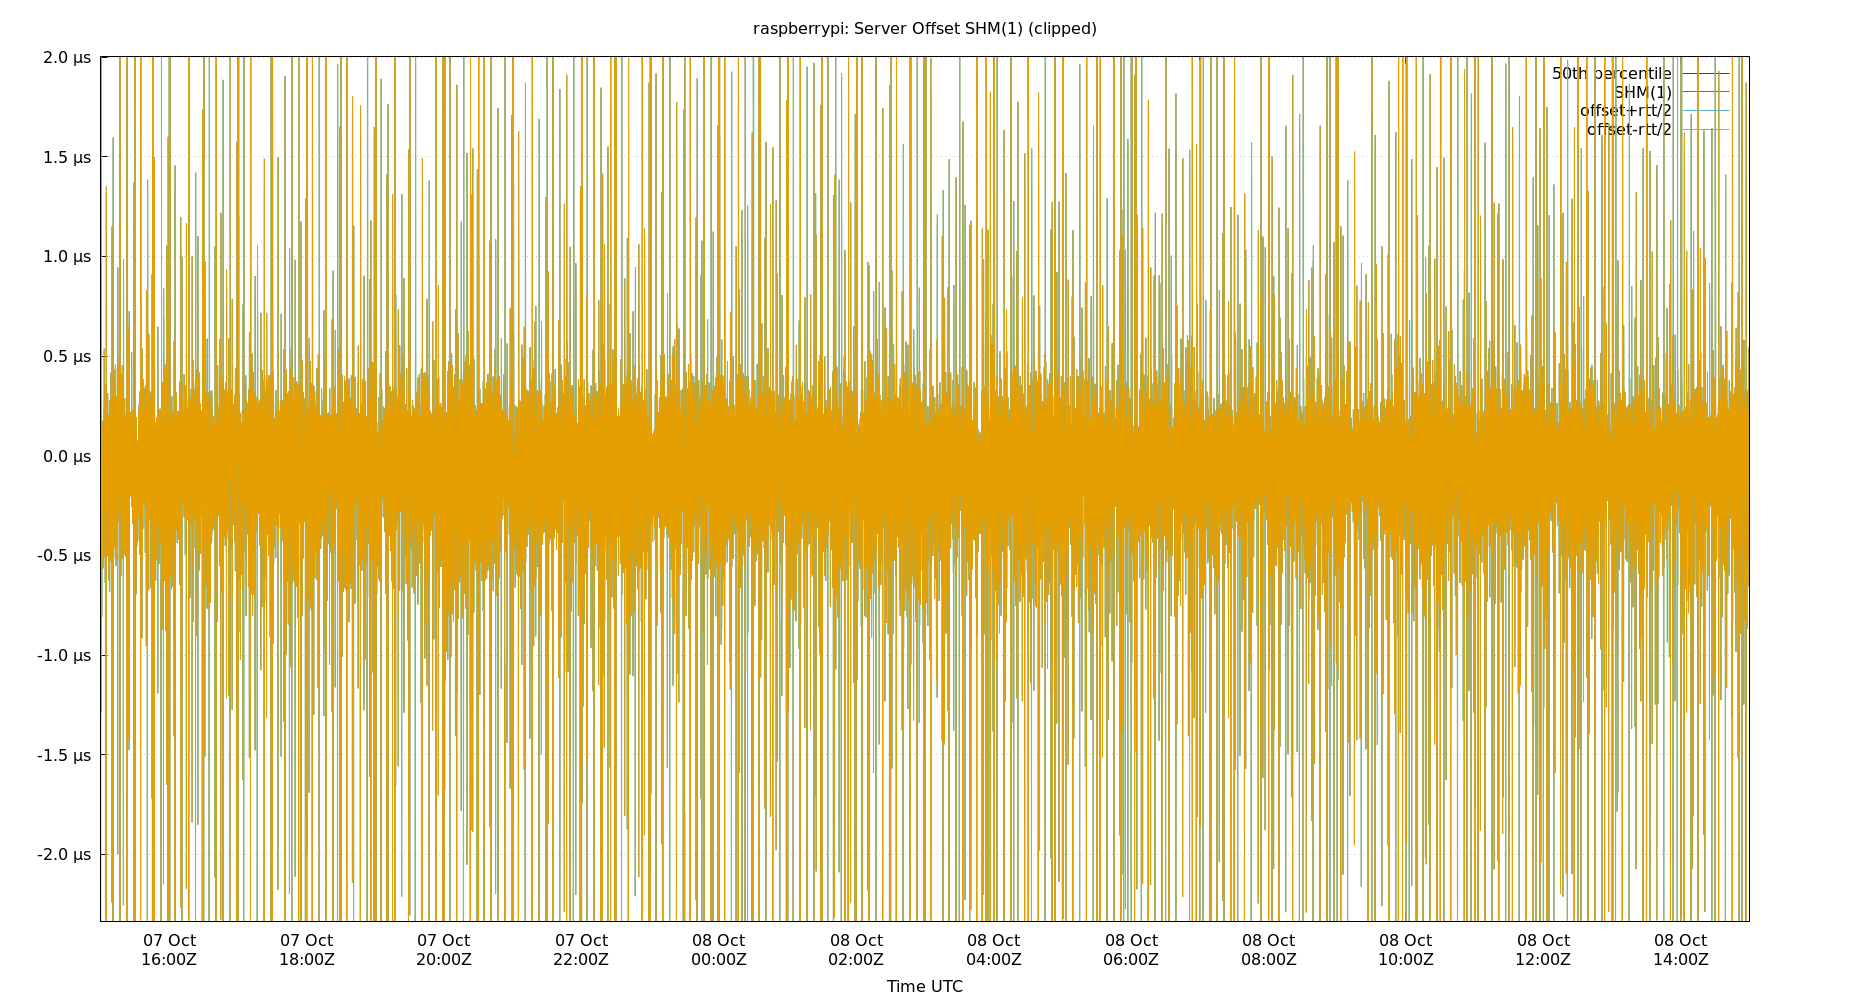 raspberrypi: Server Offset SHM(1) (clipped)
2.0 µs
1.5 µs
1.0 µs
0.5 µs
0.0 µs
-0.5 µs
-1.0 µs
-1.5 µs
-2.0 µs
50th percentile
SHM(1)
offset+rtt/2
offset-rtt/2
07 Oct 07 Oct 07 Oct 07 Oct 08 Oct 08 Oct 08 Oct 08 Oct 08 Oct 08 Oct 08 Oct 08 Oct
16:00Z 18:00Z 20:00Z 22:00Z 00:00Z 02:00Z 04:00Z 06:00Z 08:00Z 10:00Z 12:00Z 14:00Z
Time UTC